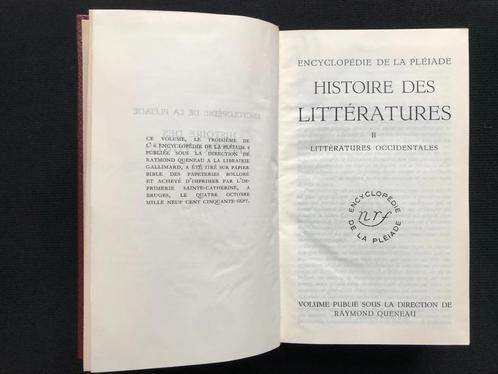 CE VOLUME, LE TROISIÈME DE
L' « ENCYCLOPÉDIE DE LA PLÉIADE »
PUBLIÉE SOUS LA DIRECTION DE
RAYMOND QUENEAU A LA LIBRAIRIE
GALLIMARD, A ÉTÉ TIRÉ SUR PAPIER
BIBLE DES PAPETERIES BOLLORÉ
ET ACHEVÉ D'IMPRIMER PAR L'IM-
PRIMERIE SAINTE-CATHERINE, A
BRUGES, LE QUATRE OCTOBRE
MILLE NEUF CENT CINQUANTE-SEPT.
ENCYCLOPÉDIE DE LA PLÉIADE
HISTOIRE DES
LITTÉRATURES
II
LITTÉRATURES OCCIDENTALES
ENCYCLOPÉDIE
nrf
DE LA PLÉIADE
VOLUME PUBLIÉ SOUS LA DIRECTION DE
RAYMOND QUENEAU